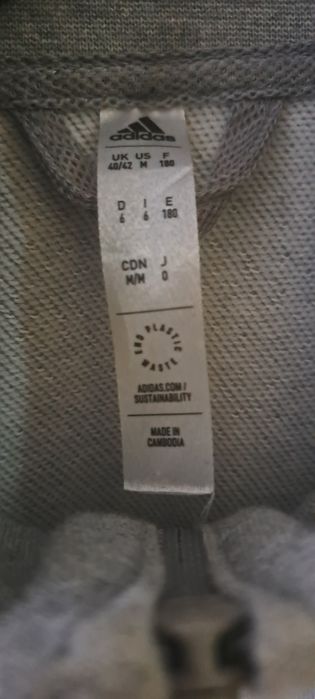 adidas
UK US F
40/42 M 180
D I E
6 6 180
CDN J
M/M O
END PLASTIC WASTE
ADIDAS.COM/
SUSTAINABILITY
MADE IN
CAMBODIA